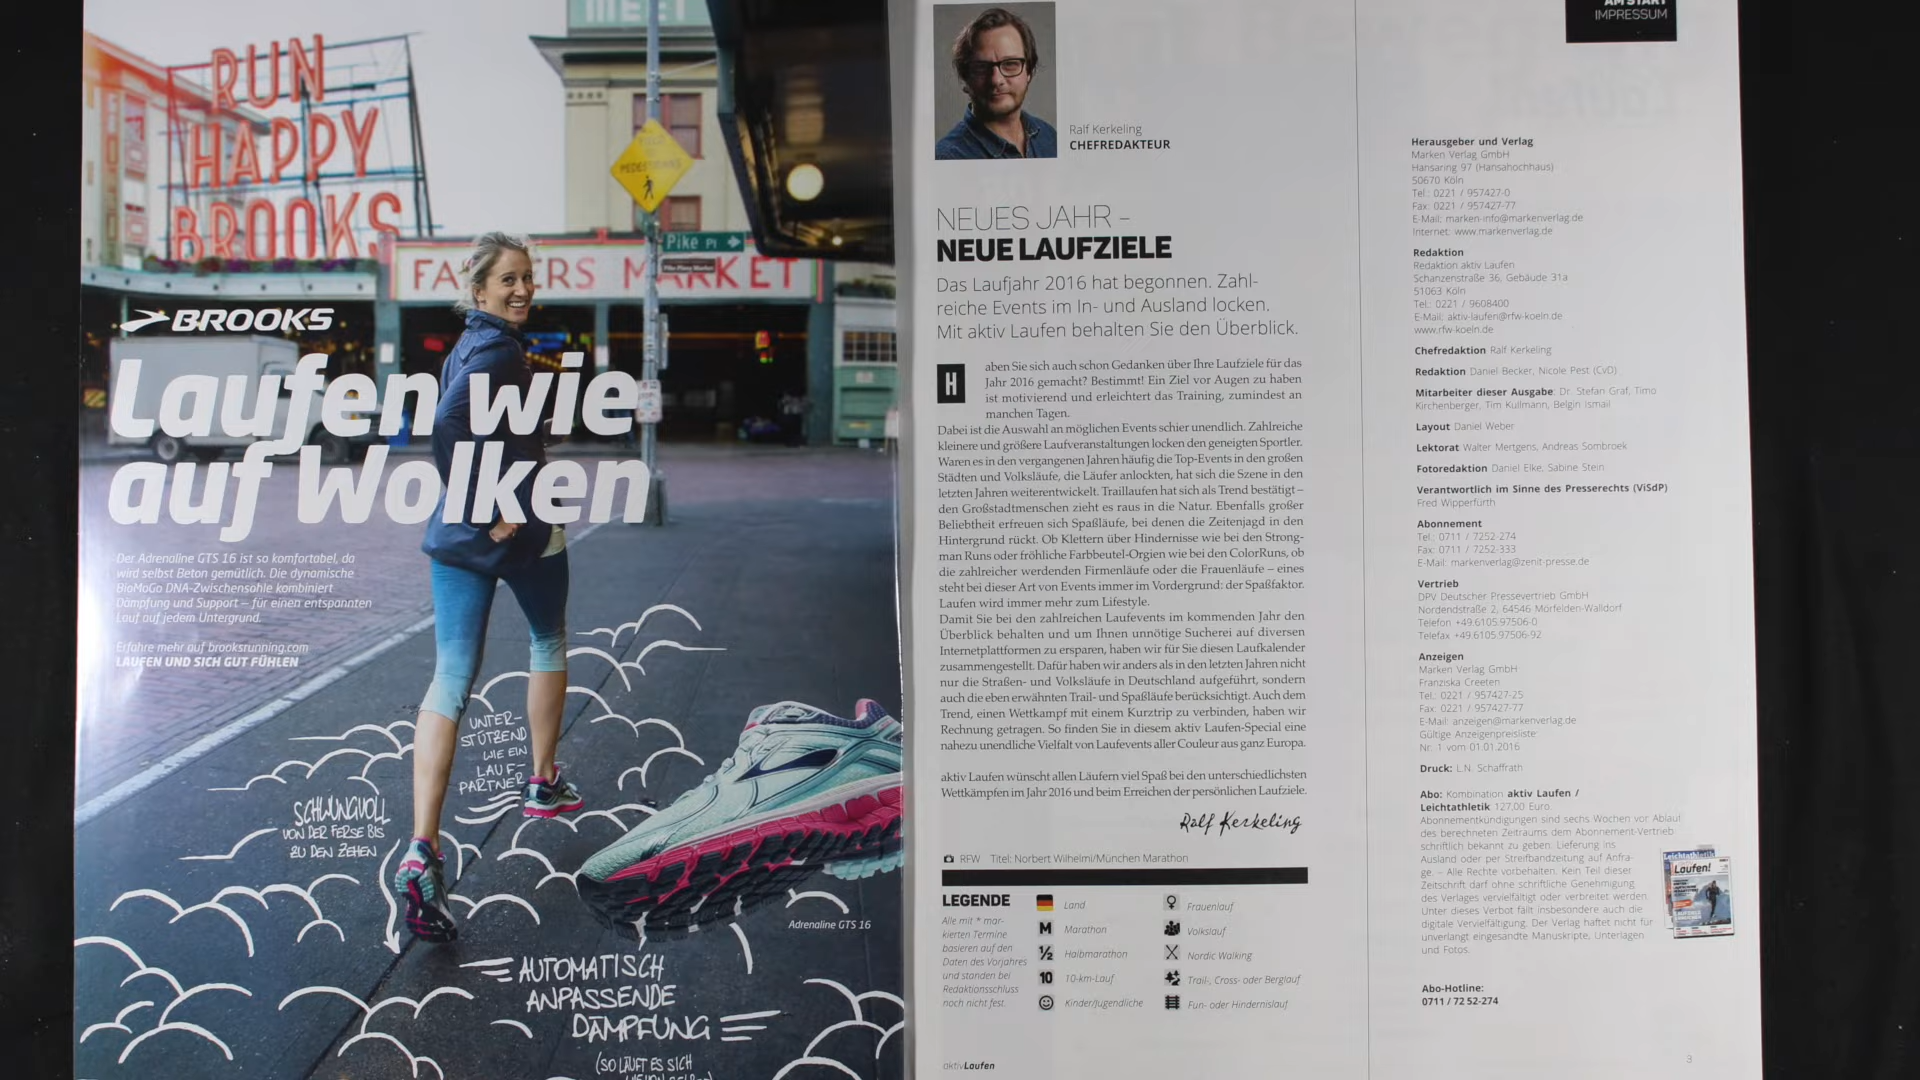 MEET
RUN
HAPPY
BROOKS
PEDESTRIANS
Pike Pl
FARMERS MARKET
BROOKS
Laufen wie
auf Wolken
Der Adrenaline GTS 16 ist so komfortabel, da
wird selbst Beton gemütlich. Die dynamische
BioMoGo DNA-Zwischensohle kombiniert
Dämpfung und Support – für einen entspannten
Lauf auf jedem Untergrund.
Erfahre mehr auf brooksrunning.com
LAUFEN UND SICH GUT FÜHLEN
UNTER-
STÜTZEND
WIE EIN
LAUF-
PARTNER
SCHWUNGVOLL
VON DER FERSE BIS
ZU DEN ZEHEN
Adrenaline GTS 16
AUTOMATISCH
ANPASSENDE
DÄMPFUNG
(SO LÄUFT ES SICH
Ralf Kerkeling
CHEFREDAKTEUR
NEUES JAHR –
NEUE LAUFZIELE
Das Laufjahr 2016 hat begonnen. Zahl-
reiche Events im In- und Ausland locken.
Mit aktiv Laufen behalten Sie den Überblick.
H
aben Sie sich auch schon Gedanken über Ihre Laufziele für das
Jahr 2016 gemacht? Bestimmt! Ein Ziel vor Augen zu haben
ist motivierend und erleichtert das Training, zumindest an
manchen Tagen.
Dabei ist die Auswahl an möglichen Events schier unendlich. Zahlreiche
kleinere und größere Laufveranstaltungen locken den geneigten Sportler.
Waren es in den vergangenen Jahren häufig die Top-Events in den großen
Städten und Volksläufe, die Läufer anlockten, hat sich die Szene in den
letzten Jahren weiterentwickelt. Traillaufen hat sich als Trend bestätigt –
den Großstadtmenschen zieht es raus in die Natur. Ebenfalls großer
Beliebtheit erfreuen sich Spaßläufe, bei denen die Zeitenjagd in den
Hintergrund rückt. Ob Klettern über Hindernisse wie bei den Strong-
man Runs oder fröhliche Farbbeutel-Orgien wie bei den ColorRuns, ob
die zahlreicher werdenden Firmenläufe oder die Frauenläufe – eines
steht bei dieser Art von Events immer im Vordergrund: der Spaßfaktor.
Laufen wird immer mehr zum Lifestyle.
Damit Sie bei den zahlreichen Laufevents im kommenden Jahr den
Überblick behalten und um Ihnen unnötige Sucherei auf diversen
Internetplattformen zu ersparen, haben wir für Sie diesen Laufkalender
zusammengestellt. Dafür haben wir anders als in den letzten Jahren nicht
nur die Straßen- und Volksläufe in Deutschland aufgeführt, sondern
auch die eben erwähnten Trail- und Spaßläufe berücksichtigt. Auch dem
Trend, einen Wettkampf mit einem Kurztrip zu verbinden, haben wir
Rechnung getragen. So finden Sie in diesem aktiv Laufen-Special eine
nahezu unendliche Vielfalt von Laufevents aller Couleur aus ganz Europa.
aktiv Laufen wünscht allen Läufern viel Spaß bei den unterschiedlichsten
Wettkämpfen im Jahr 2016 und beim Erreichen der persönlichen Laufziele.
Ralf Kerkeling
RFW Titel: Norbert Wilhelmi/München Marathon
LEGENDE
Alle mit * mar-
kierten Termine
basieren auf den
Daten des Vorjahres
und standen bei
Redaktionsschluss
noch nicht fest.
Land
M Marathon
½ Halbmarathon
10 10-km-Lauf
Kinder/Jugendliche
Frauenlauf
Volkslauf
Nordic Walking
Trail-, Cross- oder Berglauf
Fun- oder Hindernislauf
aktivLaufen
AM START
IMPRESSUM
Herausgeber und Verlag
Marken Verlag GmbH
Hansaring 97 (Hansahochhaus)
50670 Köln
Tel.: 0221 / 957427-0
Fax: 0221 / 957427-77
E-Mail: marken-info@markenverlag.de
Internet: www.markenverlag.de
Redaktion
Redaktion aktiv Laufen
Schanzenstraße 36, Gebäude 31a
51063 Köln
Tel.: 0221 / 9608400
E-Mail: aktiv-laufen@rfw-koeln.de
www.rfw-koeln.de
Chefredaktion Ralf Kerkeling
Redaktion Daniel Becker, Nicole Pest (CvD)
Mitarbeiter dieser Ausgabe: Dr. Stefan Graf, Timo
Kirchenberger, Tim Kullmann, Belgin Ismail
Layout Daniel Weber
Lektorat Walter Mertgens, Andreas Sombroek
Fotoredaktion Daniel Elke, Sabine Stein
Verantwortlich im Sinne des Presserechts (ViSdP)
Fred Wipperfürth
Abonnement
Tel.: 0711 / 7252-274
Fax: 0711 / 7252-333
E-Mail: markenverlag@zenit-presse.de
Vertrieb
DPV Deutscher Pressevertrieb GmbH
Nordendstraße 2, 64546 Mörfelden-Walldorf
Telefon +49.6105.97506-0
Telefax +49.6105.97506-92
Anzeigen
Marken Verlag GmbH
Franziska Creeten
Tel.: 0221 / 957427-25
Fax: 0221 / 957427-77
E-Mail: anzeigen@markenverlag.de
Gültige Anzeigenpreisliste:
Nr. 1 vom 01.01.2016
Druck: L.N. Schaffrath
Abo: Kombination aktiv Laufen /
Leichtathletik 127,00 Euro.
Abonnementkündigungen sind sechs Wochen vor Ablauf
des berechneten Zeitraums dem Abonnement-Vertrieb
schriftlich bekannt zu geben. Lieferung ins
Ausland oder per Streifbandzeitung auf Anfra-
ge. – Alle Rechte vorbehalten. Kein Teil dieser
Zeitschrift darf ohne schriftliche Genehmigung
des Verlages vervielfältigt oder verbreitet werden.
Unter dieses Verbot fällt insbesondere auch die
digitale Vervielfältigung. Der Verlag haftet nicht für
unverlangt eingesandte Manuskripte, Unterlagen
und Fotos.
Leichtathletik
Laufen!
Abo-Hotline:
0711 / 72 52-274
3